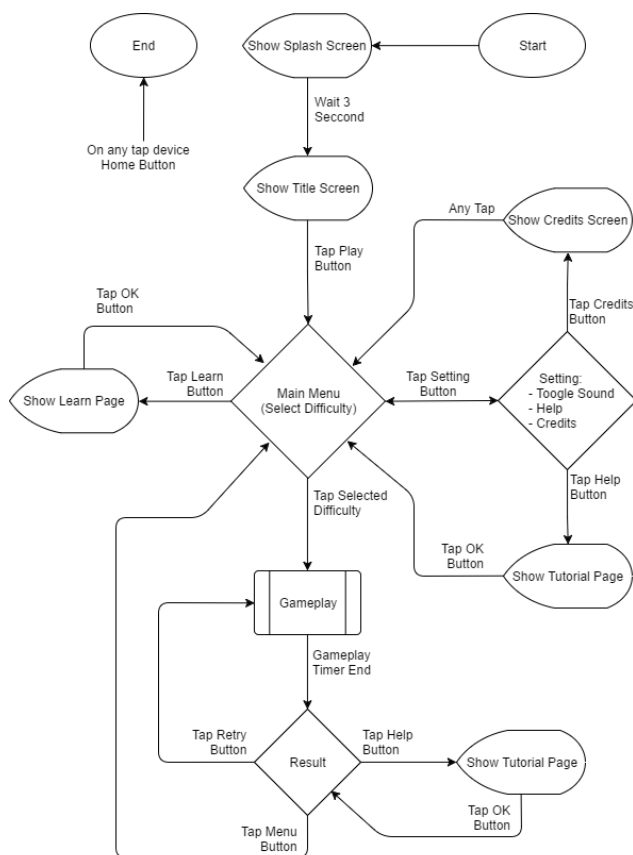 End
Show Splash Screen
Start
Wait 3
Seccond
On any tap device
Home Button
Show Title Screen
Any Tap
Show Credits Screen
Tap Play
Button
Tap OK
Button
Tap Credits
Button
Tap Learn
Button
Show Learn Page
Main Menu
(Select Difficulty)
Tap Setting
Button
Setting:
- Toogle Sound
- Help
- Credits
Tap Help
Button
Tap Selected
Difficulty
Tap OK
Button
Show Tutorial Page
Gameplay
Gameplay
Timer End
Tap Retry
Button
Result
Tap Help
Button
Show Tutorial Page
Tap OK
Button
Tap Menu
Button